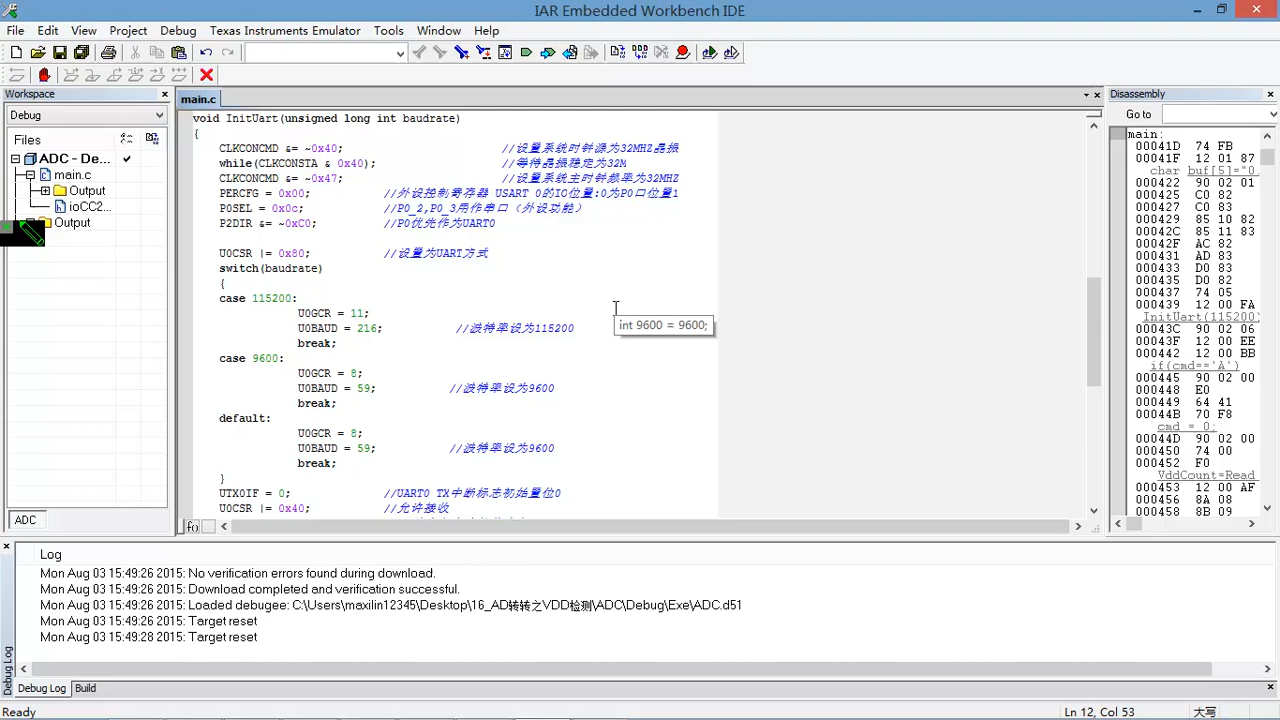 IAR Embedded Workbench IDE
File Edit View Project Debug Texas Instruments Emulator Tools Window Help
Workspace
Debug
Files
ADC - De...
main.c
Output
ioCC2...
Output
ADC
main.c
void InitUart(unsigned long int baudrate)
{
CLKCONCMD &= ~0x40; //设置系统时钟源为32MHZ晶振
while(CLKCONSTA & 0x40); //等待晶振稳定为32M
CLKCONCMD &= ~0x47; //设置系统主时钟频率为32MHZ
PERCFG = 0x00; //外设控制寄存器 USART 0的IO位置:0为P0口位置1
P0SEL = 0x0c; //P0_2,P0_3用作串口（外设功能）
P2DIR &= ~0xC0; //P0优先作为UART0
U0CSR |= 0x80; //设置为UART方式
switch(baudrate)
{
case 115200:
U0GCR = 11;
U0BAUD = 216; //波特率设为115200
break;
case 9600:
U0GCR = 8;
U0BAUD = 59; //波特率设为9600
break;
default:
U0GCR = 8;
U0BAUD = 59; //波特率设为9600
break;
}
UTX0IF = 0; //UART0 TX中断标志初始置位0
U0CSR |= 0x40; //允许接收
int 9600 = 9600;
Disassembly
Go to
main:
00041D 74 FB
00041F 12 01 87
char buf[5]="0
000422 90 02 01
000425 C0 82
000427 C0 83
000429 85 10 82
00042C 85 11 83
00042F AC 82
000431 AD 83
000433 D0 83
000435 D0 82
000437 74 05
000439 12 00 FA
InitUart(115200)
00043C 90 02 06
00043F 12 00 EE
000442 12 00 BB
if(cmd=='A')
000445 90 02 00
000448 E0
000449 64 41
00044B 70 F8
cmd = 0;
00044D 90 02 00
000450 74 00
000452 F0
VddCount=Read
000453 12 00 AF
000456 8A 08
000458 8B 09
Log
Mon Aug 03 15:49:26 2015: No verification errors found during download.
Mon Aug 03 15:49:26 2015: Download completed and verification successful.
Mon Aug 03 15:49:26 2015: Loaded debugee: C:\Users\maxilin12345\Desktop\16_AD转转之VDD检测\ADC\Debug\Exe\ADC.d51
Mon Aug 03 15:49:26 2015: Target reset
Mon Aug 03 15:49:28 2015: Target reset
Debug Log
Debug Log Build
Ready Ln 12, Col 53 大写